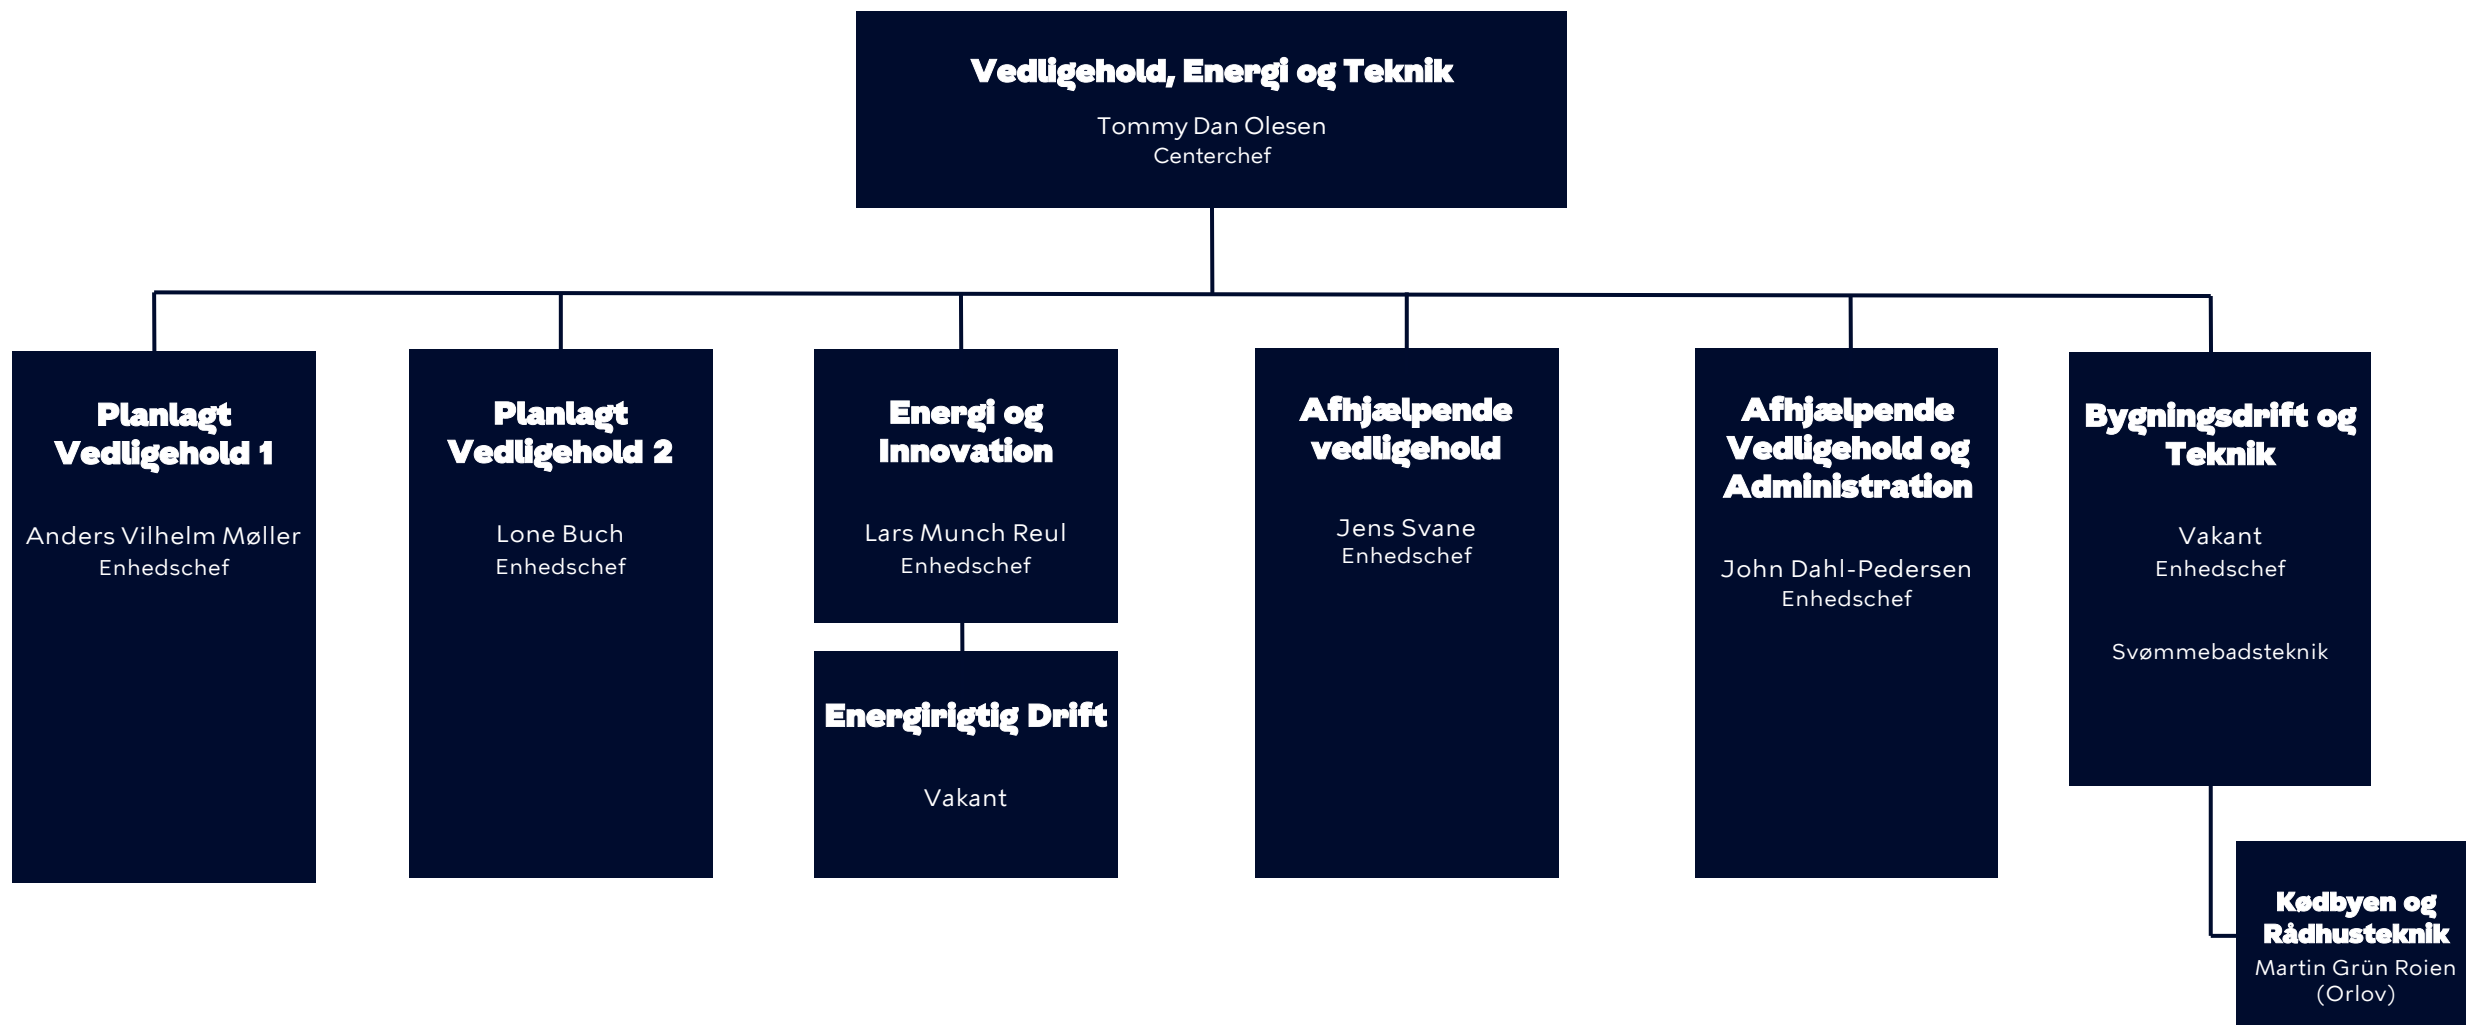 Vedligehold, Energi og Teknik
Tommy Dan Olesen
Centerchef
Planlagt
Vedligehold 1
Anders Vilhelm Møller
Enhedschef
Planlagt
Vedligehold 2
Lone Buch
Enhedschef
Energi og
Innovation
Lars Munch Reul
Enhedschef
Energirigtig Drift
Vakant
Afhjælpende
vedligehold
Jens Svane
Enhedschef
Afhjælpende
Vedligehold og
Administration
John Dahl-Pedersen
Enhedschef
Bygningsdrift og
Teknik
Vakant
Enhedschef
Svømmebadsteknik
Kødbyen og
Rådhusteknik
Martin Grün Roien
(Orlov)